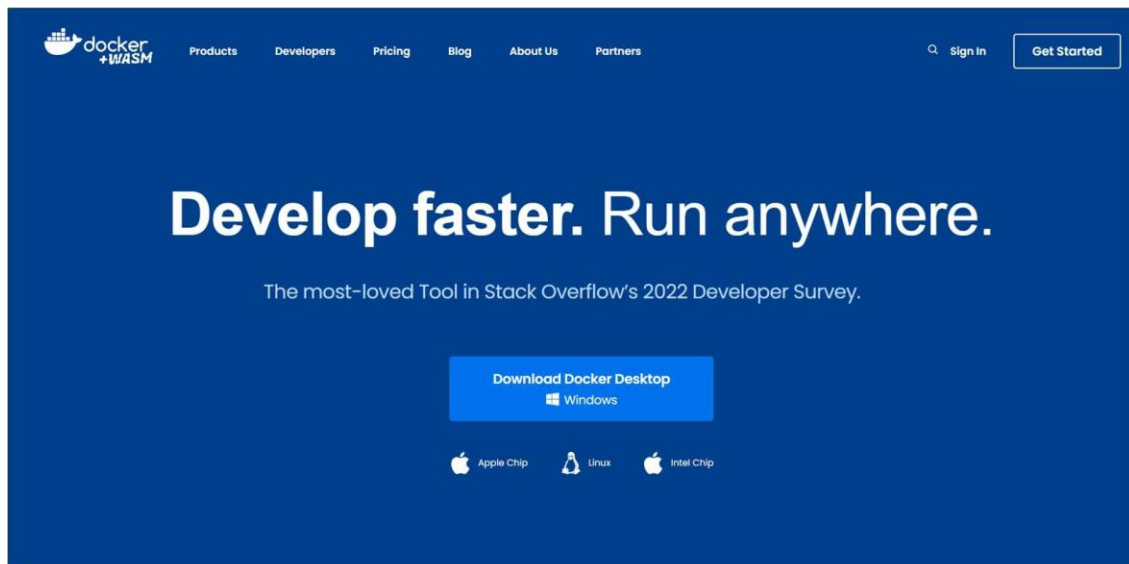 docker
+WASM
Products Developers Pricing Blog About Us Partners Sign In Get Started
Develop faster. Run anywhere.
The most-loved Tool in Stack Overflow's 2022 Developer Survey.
Download Docker Desktop
Windows
Apple Chip Linux Intel Chip